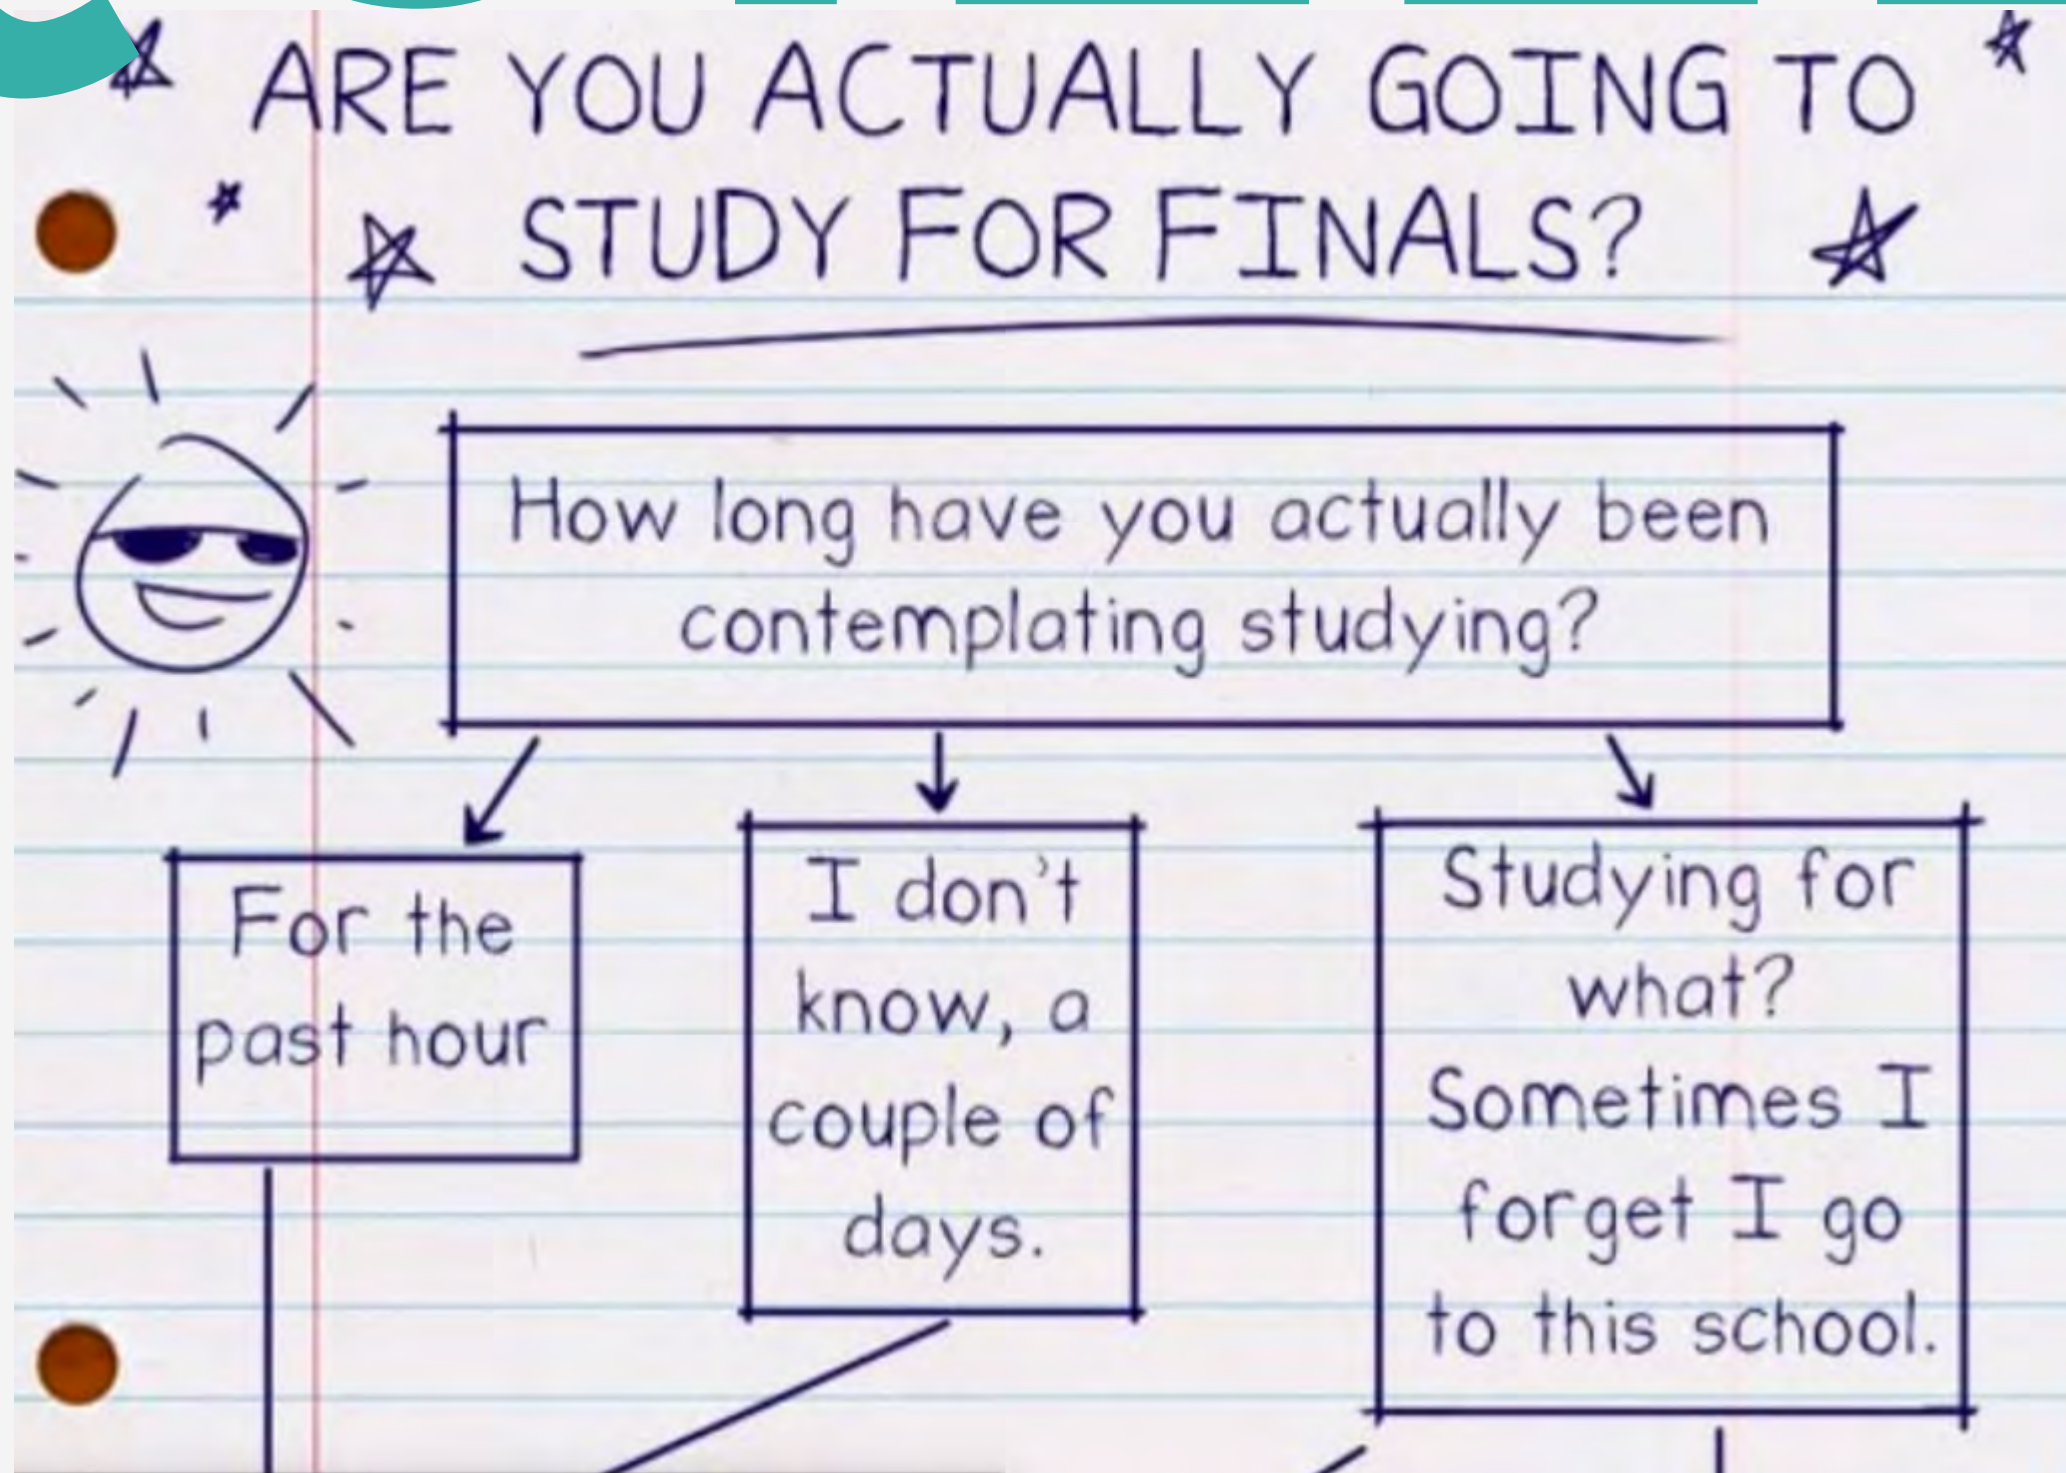 ARE YOU ACTUALLY GOING TO
STUDY FOR FINALS?
How long have you actually been
contemplating studying?
For the
past hour
I don't
know, a
couple of
days.
Studying for
what?
Sometimes I
forget I go
to this school.